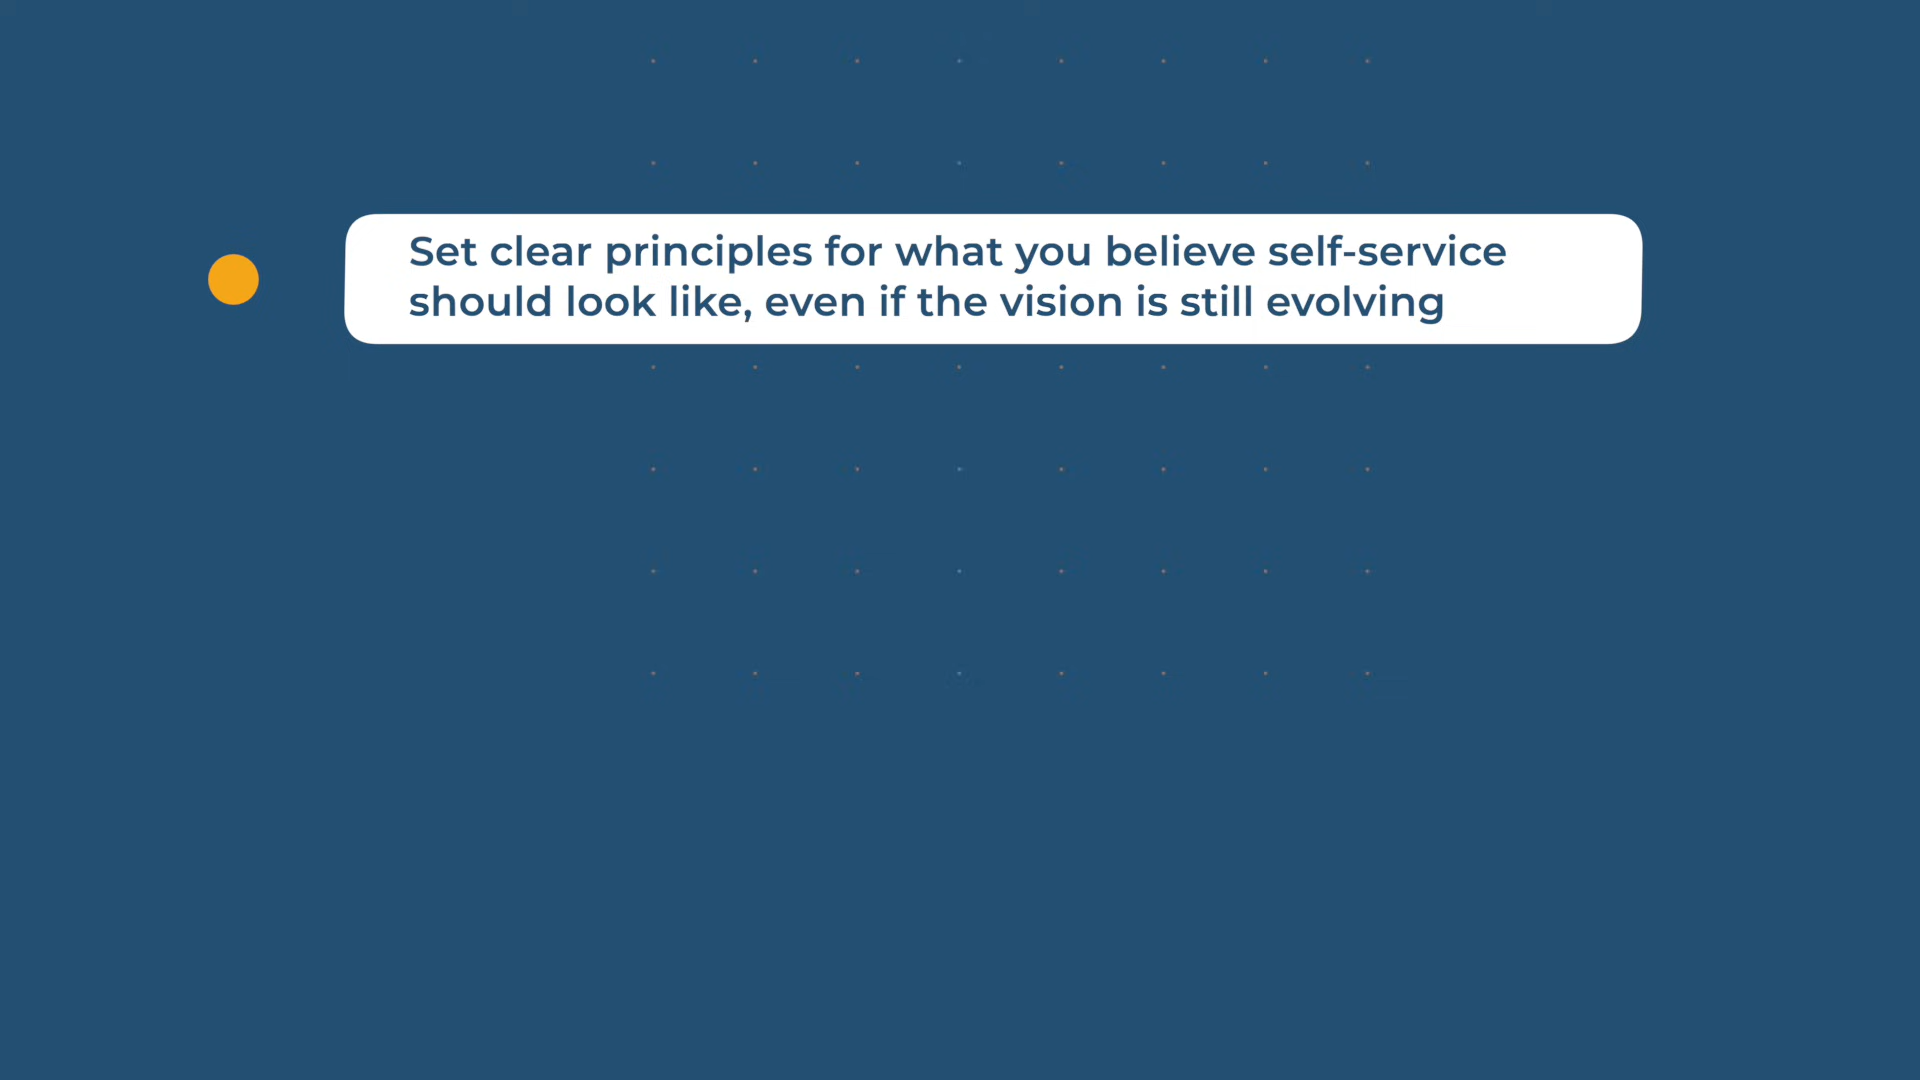 Set clear principles for what you believe self-service
should look like, even if the vision is still evolving